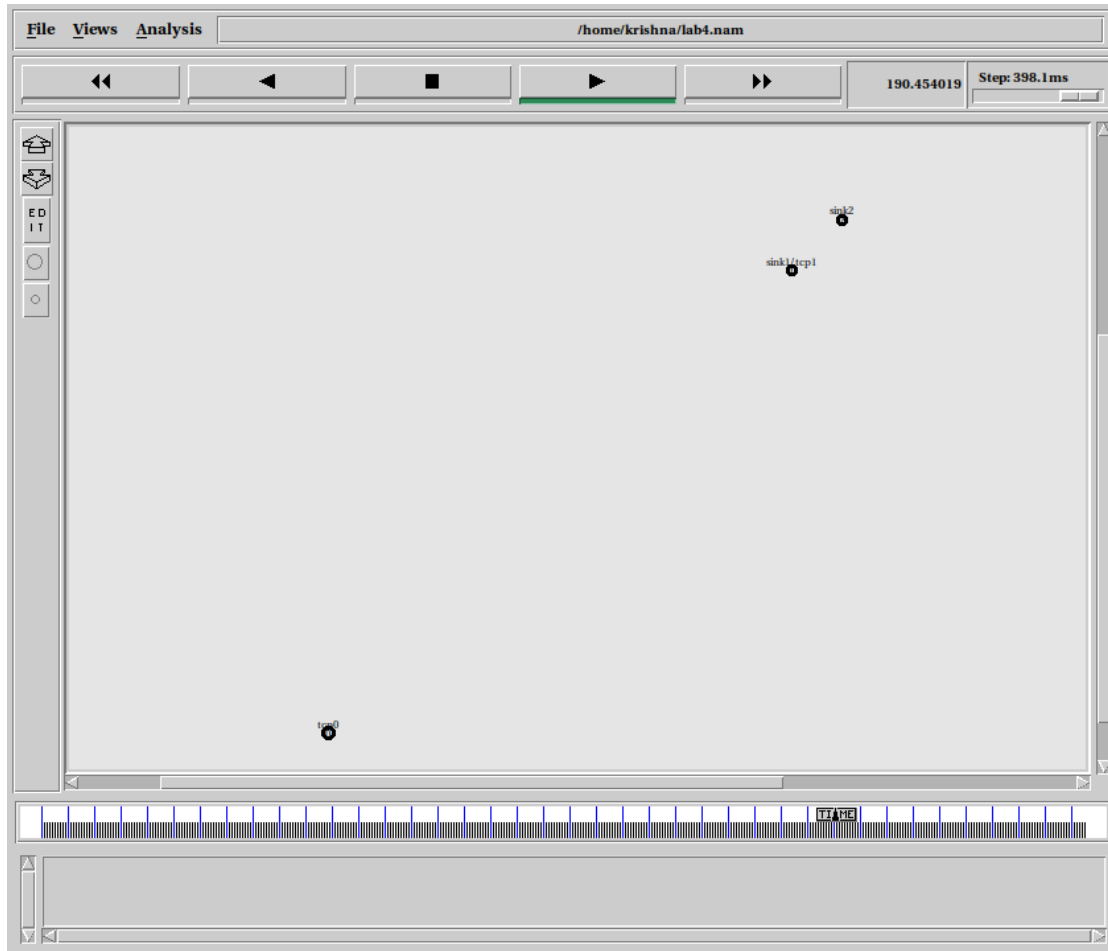 File Views Analysis /home/krishna/lab4.nam
190.454019 Step: 398.1ms
E D
I T
sink2
sink1/tcp1
tcp0
TIME